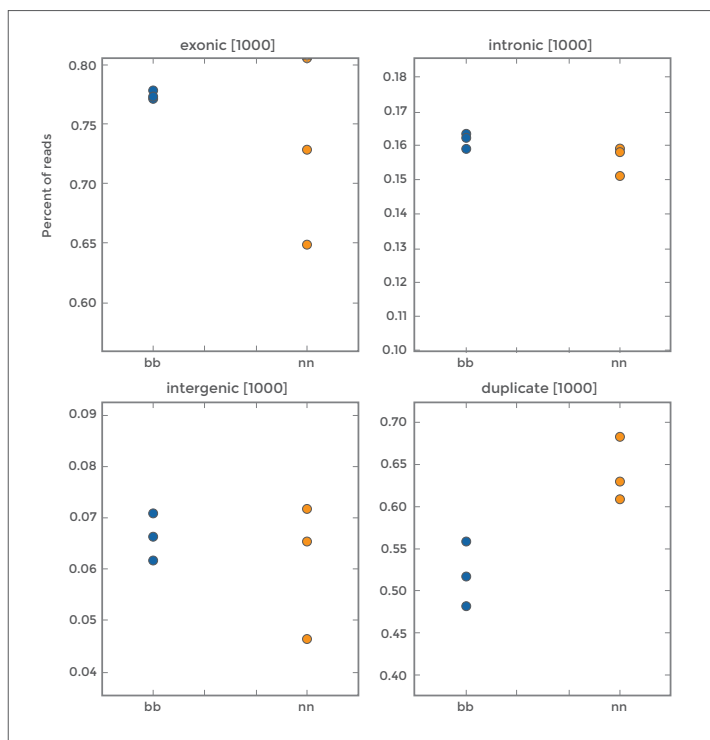 exonic [1000]
Percent of reads
0.80
0.75
0.70
0.65
0.60
bb
nn
intronic [1000]
0.18
0.17
0.16
0.15
0.14
0.13
0.12
0.11
0.10
bb
nn
intergenic [1000]
0.09
0.08
0.07
0.06
0.05
0.04
bb
nn
duplicate [1000]
0.70
0.65
0.60
0.55
0.50
0.45
0.40
bb
nn